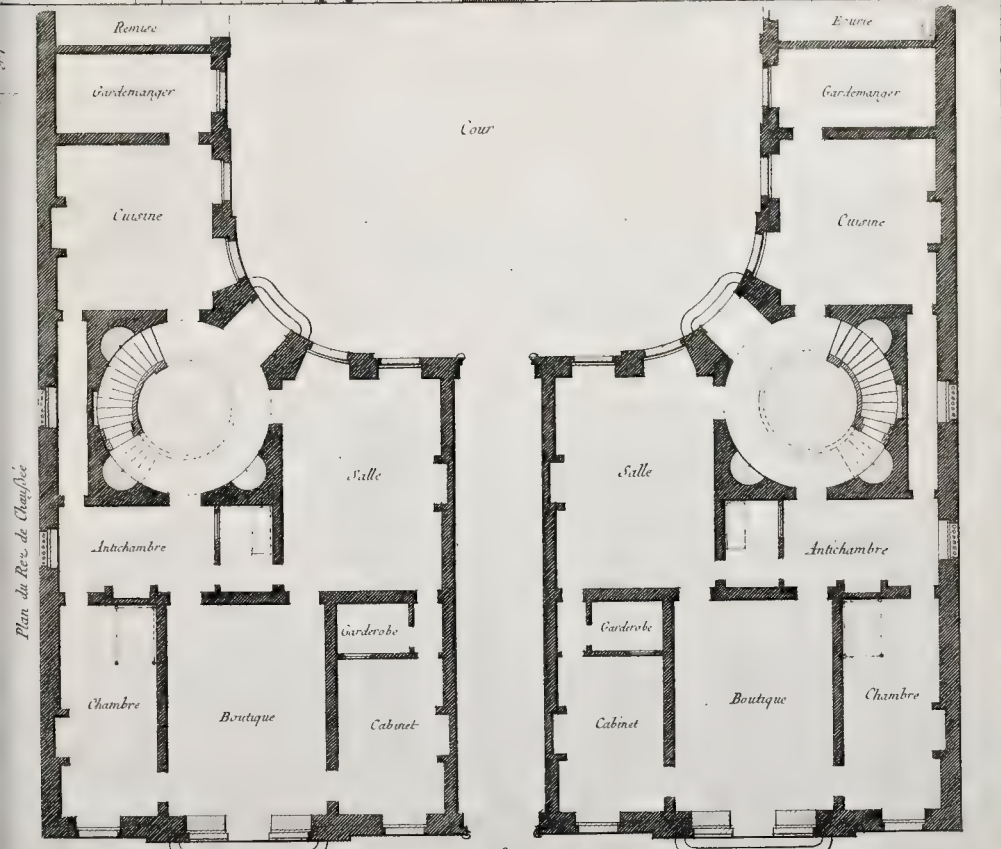 Remise
Ecurie
Gardemanger
Gardemanger
Cour
Cuisine
Cuisine
Salle
Salle
Antichambre
Antichambre
Plan du Rez de Chaussée
Garderobe
Garderobe
Chambre
Boutique
Cabinet
Cabinet
Boutique
Chambre